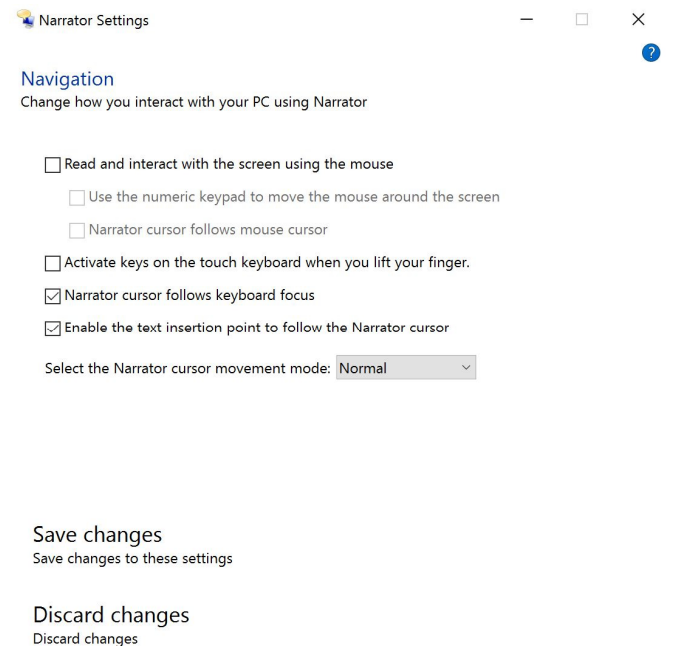 Narrator Settings
?
Navigation
Change how you interact with your PC using Narrator
Read and interact with the screen using the mouse
Use the numeric keypad to move the mouse around the screen
Narrator cursor follows mouse cursor
Activate keys on the touch keyboard when you lift your finger.
Narrator cursor follows keyboard focus
Enable the text insertion point to follow the Narrator cursor
Select the Narrator cursor movement mode: Normal
Save changes
Save changes to these settings
Discard changes
Discard changes